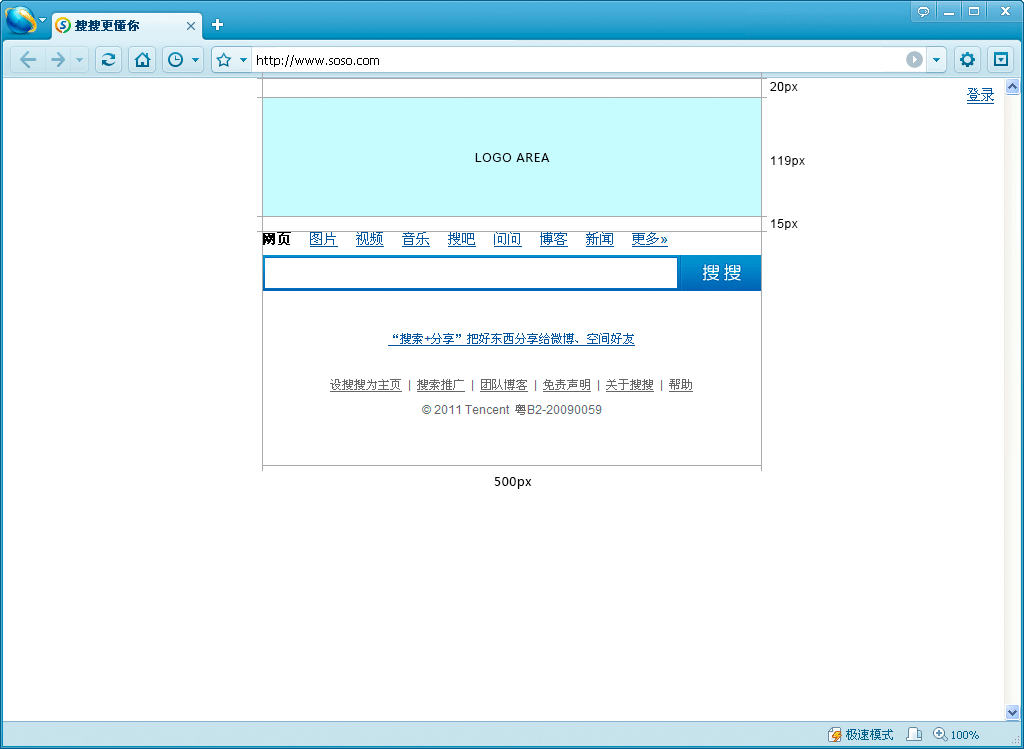 搜搜更懂你
http://www.soso.com
20px
登录
LOGO AREA
119px
15px
网页 图片 视频 音乐 搜吧 问问 博客 新闻 更多»
搜搜
“搜索+分享”把好东西分享给微博、空间好友
设搜搜为主页 | 搜索推广 | 团队博客 | 免责声明 | 关于搜搜 | 帮助
© 2011 Tencent 粤B2-20090059
500px
极速模式 100%